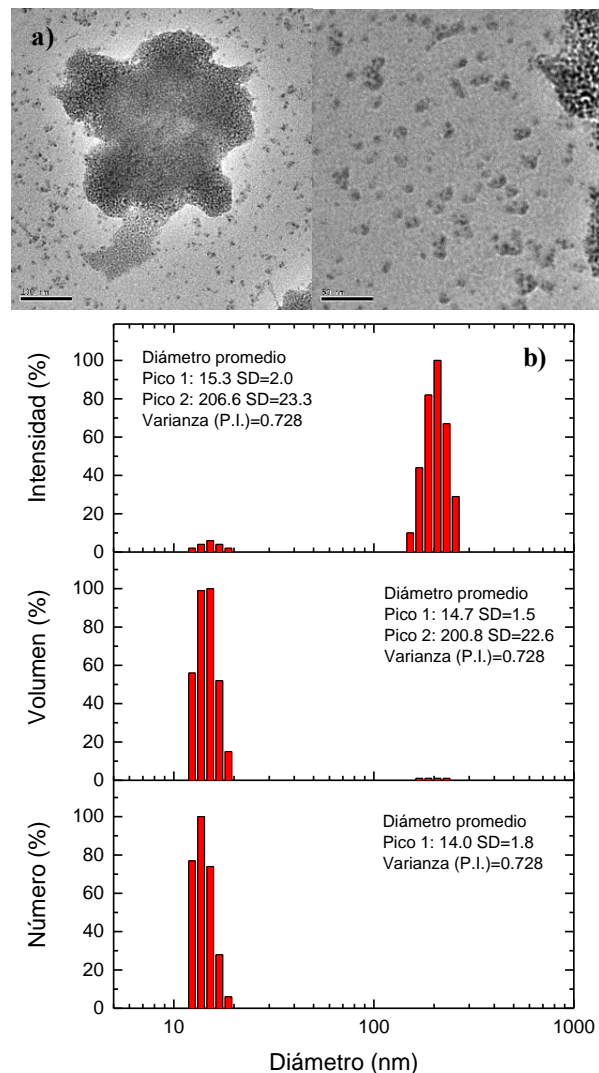 a)
100 nm
50 nm
b)
Diámetro promedio
Pico 1: 15.3 SD=2.0
Pico 2: 206.6 SD=23.3
Varianza (P.I.)=0.728
Intensidad (%)
100
80
60
40
20
0
Diámetro promedio
Pico 1: 14.7 SD=1.5
Pico 2: 200.8 SD=22.6
Varianza (P.I.)=0.728
Volumen (%)
100
80
60
40
20
0
Diámetro promedio
Pico 1: 14.0 SD=1.8
Varianza (P.I.)=0.728
Número (%)
100
80
60
40
20
0
10 100 1000
Diámetro (nm)